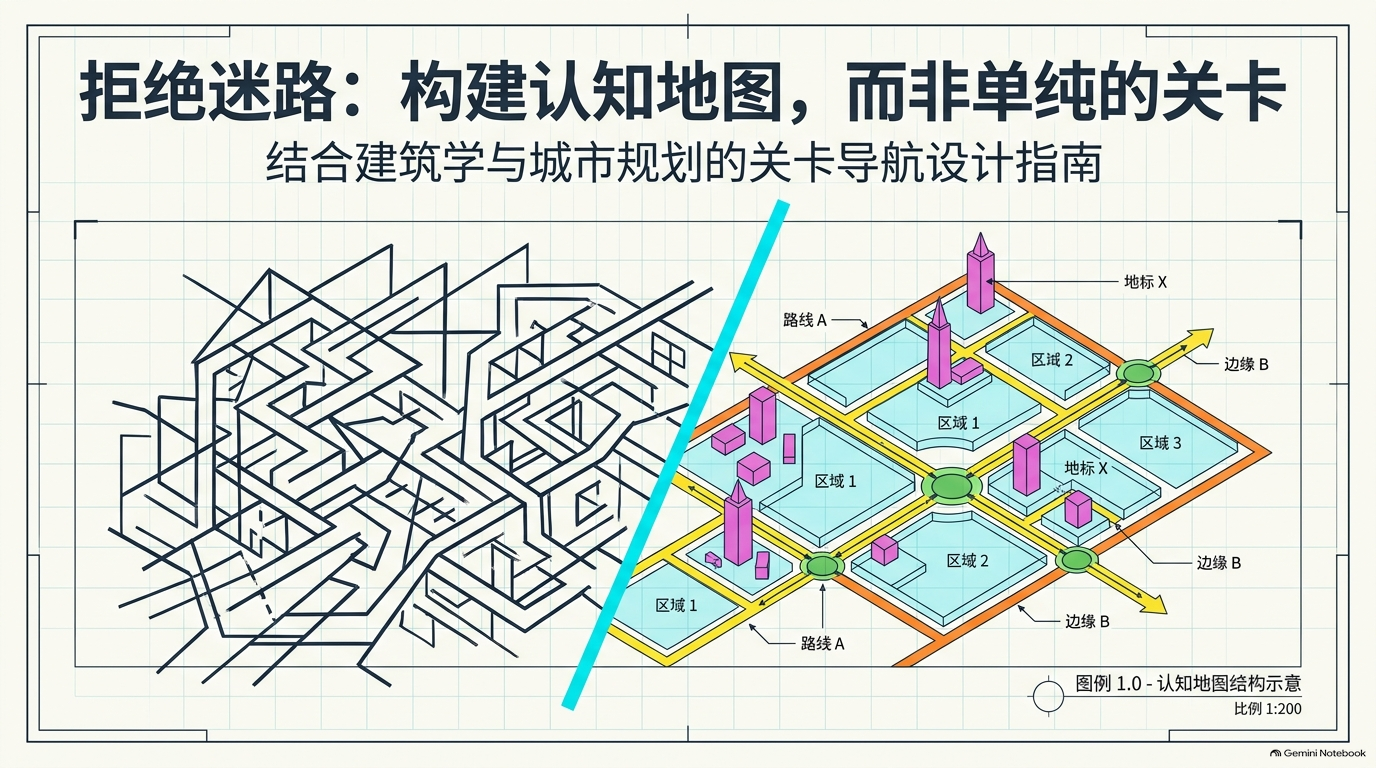 拒绝迷路：构建认知地图，而非单纯的关卡
结合建筑学与城市规划的关卡导航设计指南
地标 X
路线 A
区域 2
边缘 B
区域 1
区域 3
地标 X
区域 1
区域 2
边缘 B
区域 1
边缘 B
路线 A
图例 1.0 - 认知地图结构示意
比例 1:200
Gemini Notebook